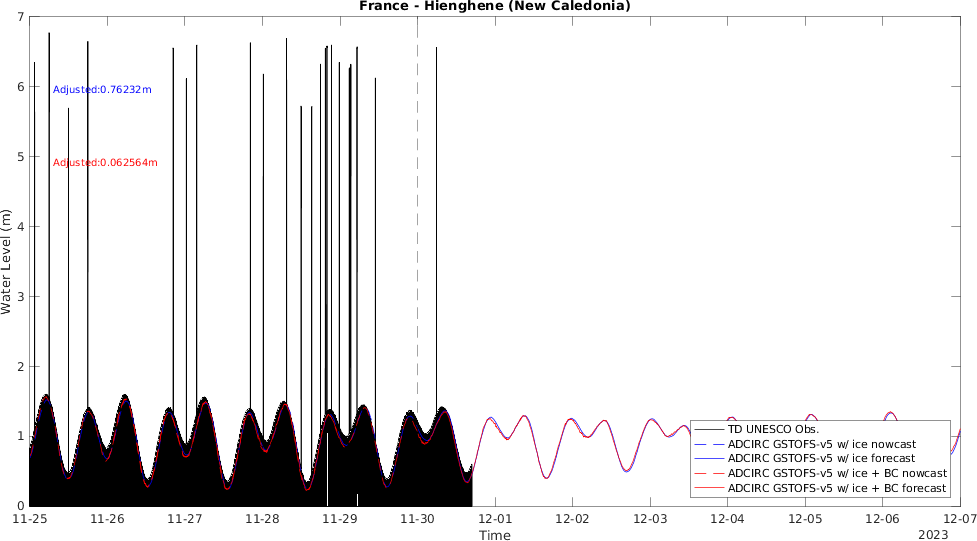 France - Hienghene (New Caledonia)
7
6
5
4
3
2
1
0
Water Level (m)
Adjusted:0.76232m
Adjusted:0.062564m
TD UNESCO Obs.
ADCIRC GSTOFS-v5 w/ ice nowcast
ADCIRC GSTOFS-v5 w/ ice forecast
ADCIRC GSTOFS-v5 w/ ice + BC nowcast
ADCIRC GSTOFS-v5 w/ ice + BC forecast
11-25 11-26 11-27 11-28 11-29 11-30 12-01 12-02 12-03 12-04 12-05 12-06 12-07
Time
2023